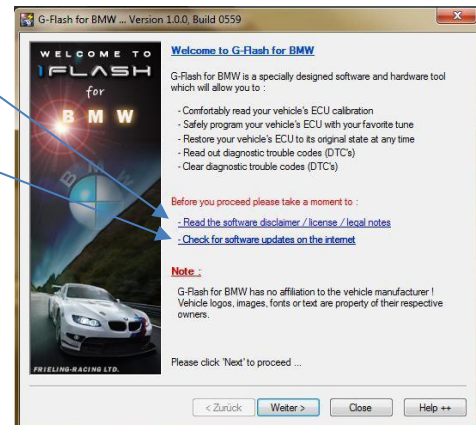 G-Flash for BMW ... Version 1.0.0, Build 0559
WELCOME TO
iFLASH
for
BMW
BMW
FRIELING-RACING LTD.
Welcome to G-Flash for BMW
G-Flash for BMW is a specially designed software and hardware tool
which will allow you to :
- Comfortably read your vehicle's ECU calibration
- Safely program your vehicle's ECU with your favorite tune
- Restore your vehicle's ECU to its original state at any time
- Read out diagnostic trouble codes (DTC's)
- Clear diagnostic trouble codes (DTC's)
Before you proceed please take a moment to :
- Read the software disclaimer / license / legal notes
- Check for software updates on the internet
Note :
G-Flash for BMW has no affiliation to the vehicle manufacturer !
Vehicle logos, images, fonts or text are property of their respective
owners.
Please click 'Next' to proceed ...
< Zurück
Weiter >
Close
Help ++